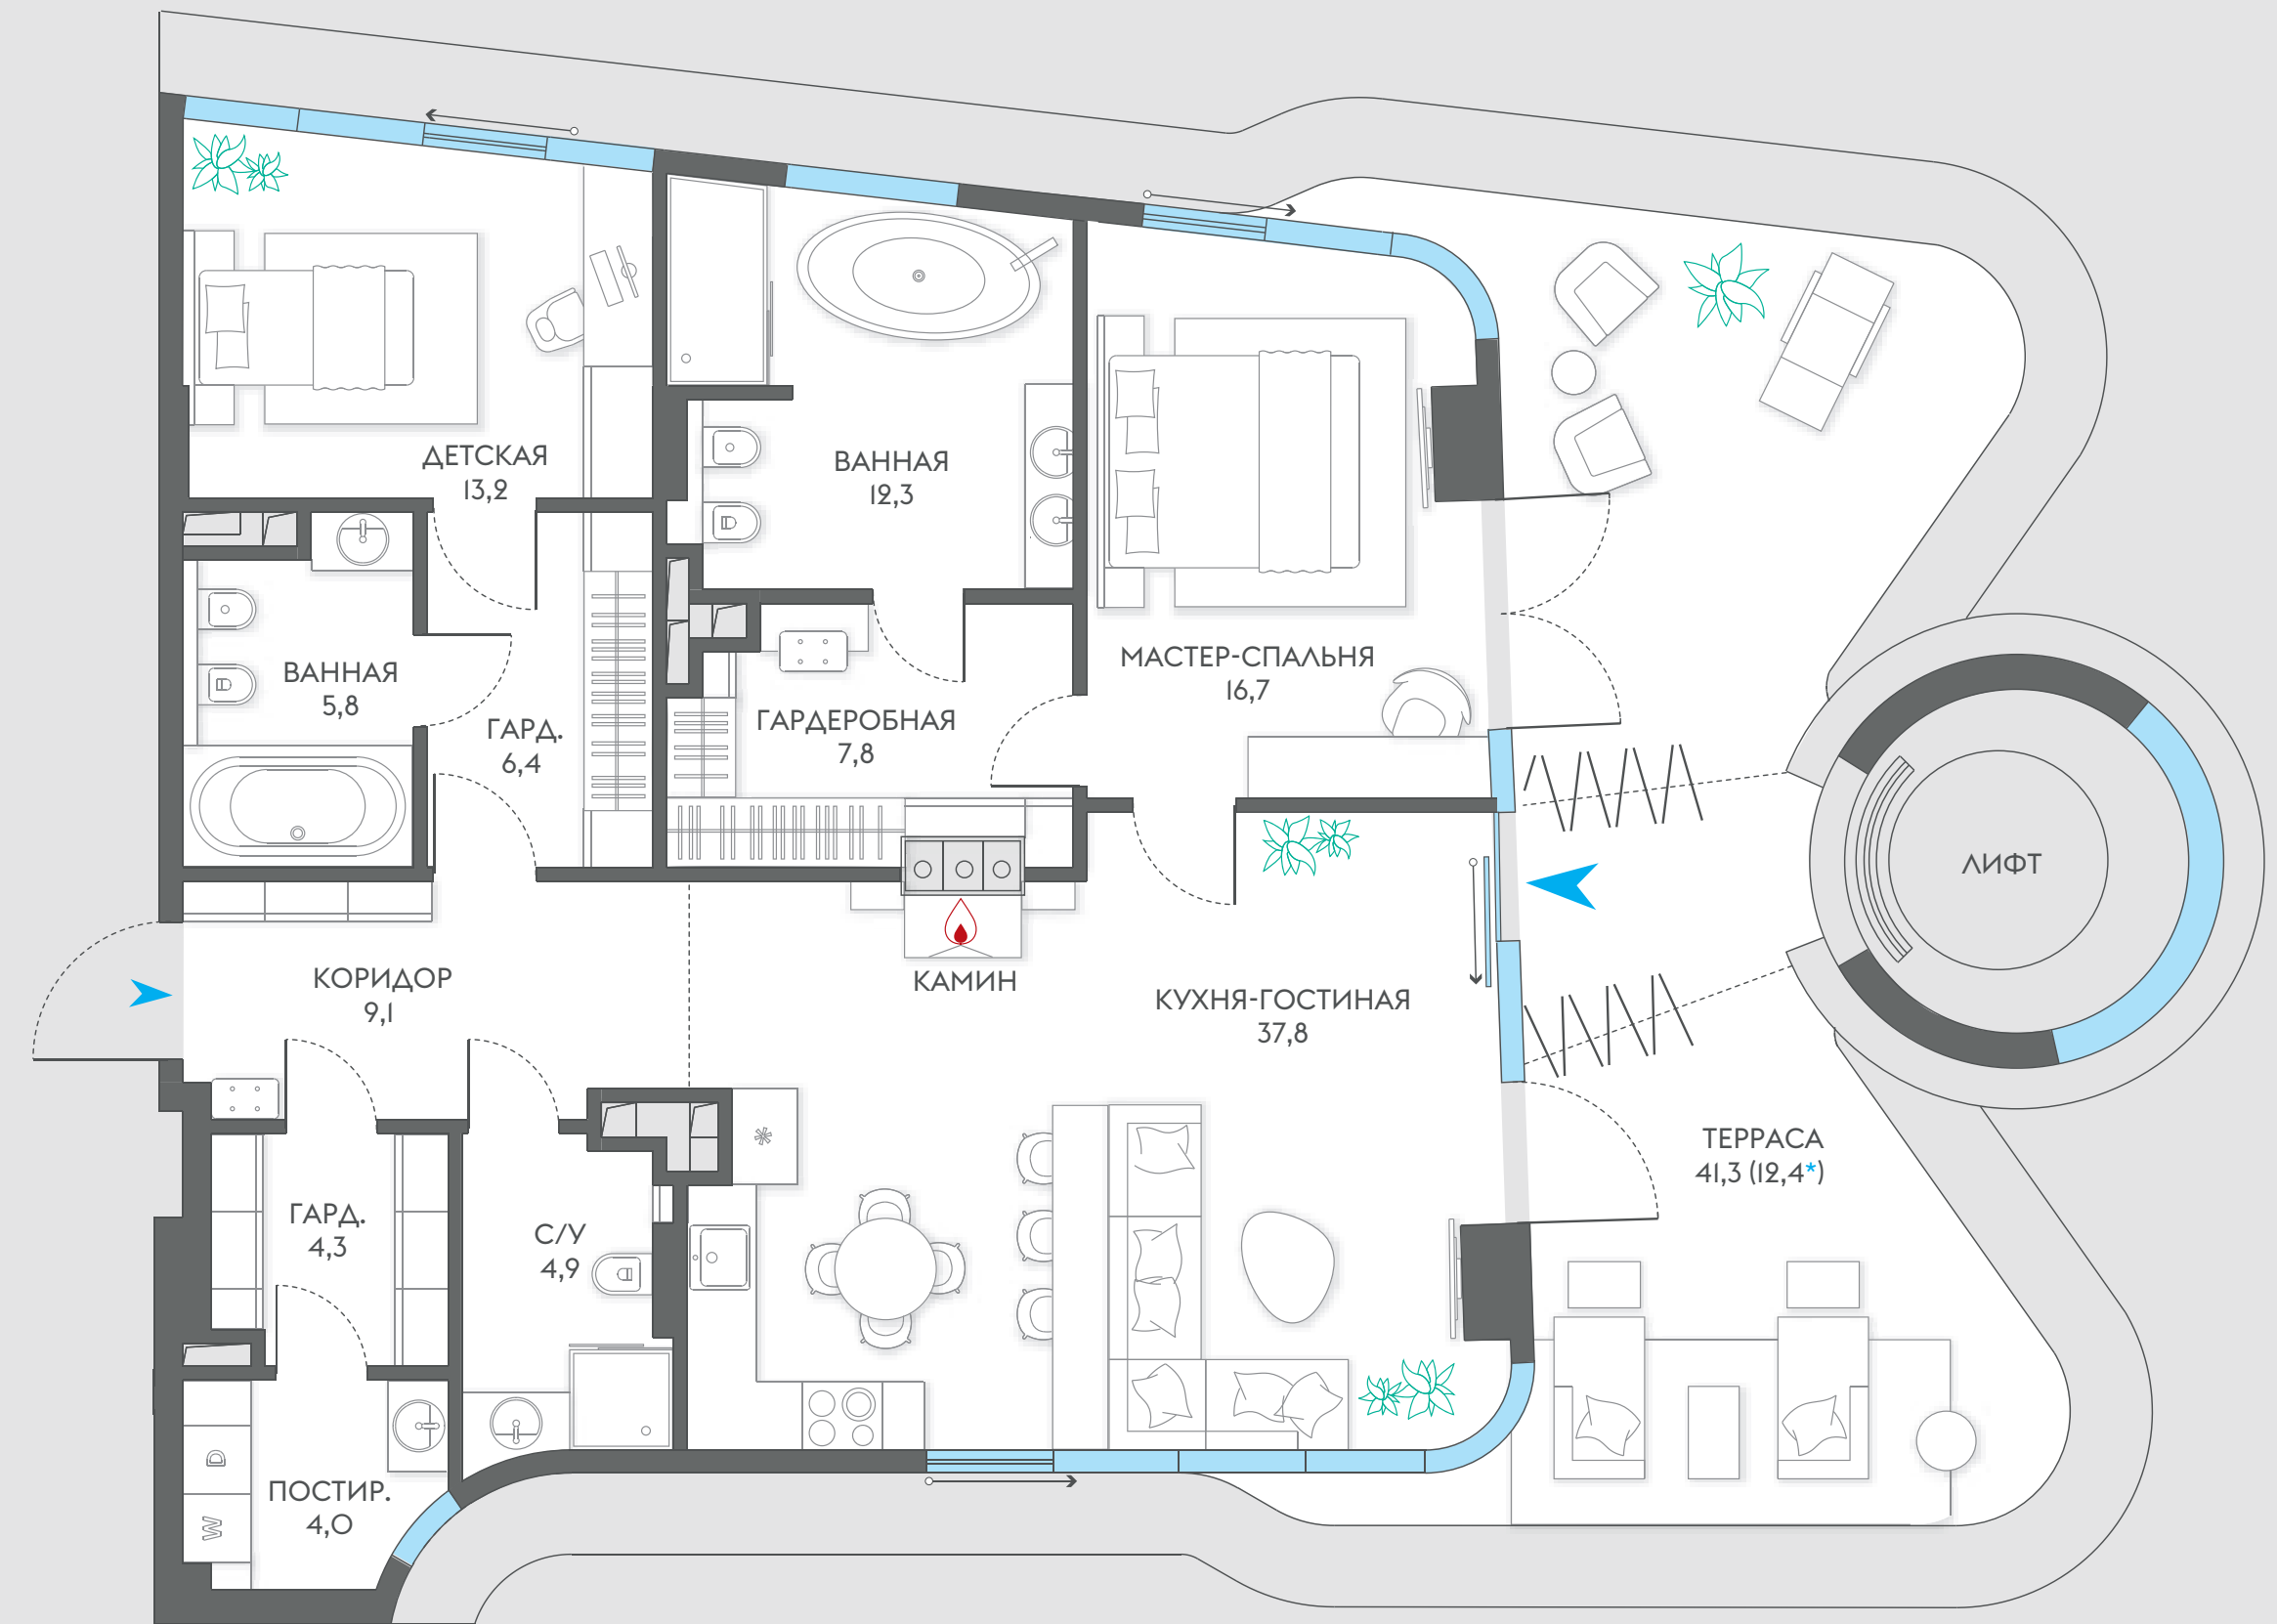 ДЕТСКАЯ
13,2
ВАННАЯ
12,3
МАСТЕР-СПАЛЬНЯ
16,7
ВАННАЯ
5,8
ГАРД.
6,4
ГАРДЕРОБНАЯ
7,8
ЛИФТ
КОРИДОР
9,1
КАМИН
КУХНЯ-ГОСТИНАЯ
37,8
ТЕРРАСА
41,3 (12,4*)
ГАРД.
4,3
С/У
4,9
D
W
ПОСТИР.
4,0